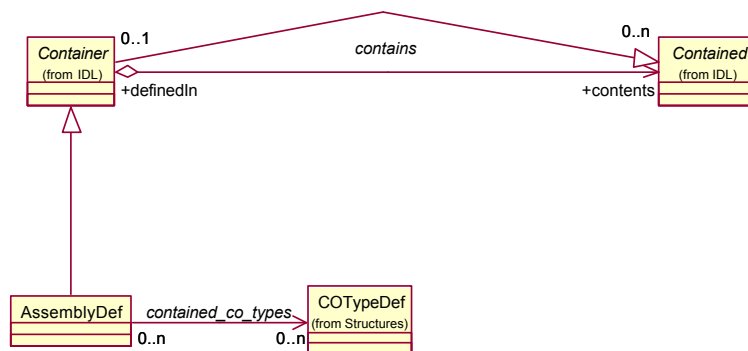 0..1
0..n
Container
(from IDL)
contains
Contained
(from IDL)
+definedIn
+contents
AssemblyDef
contained_co_types
COTypeDef
(from Structures)
0..n
0..n